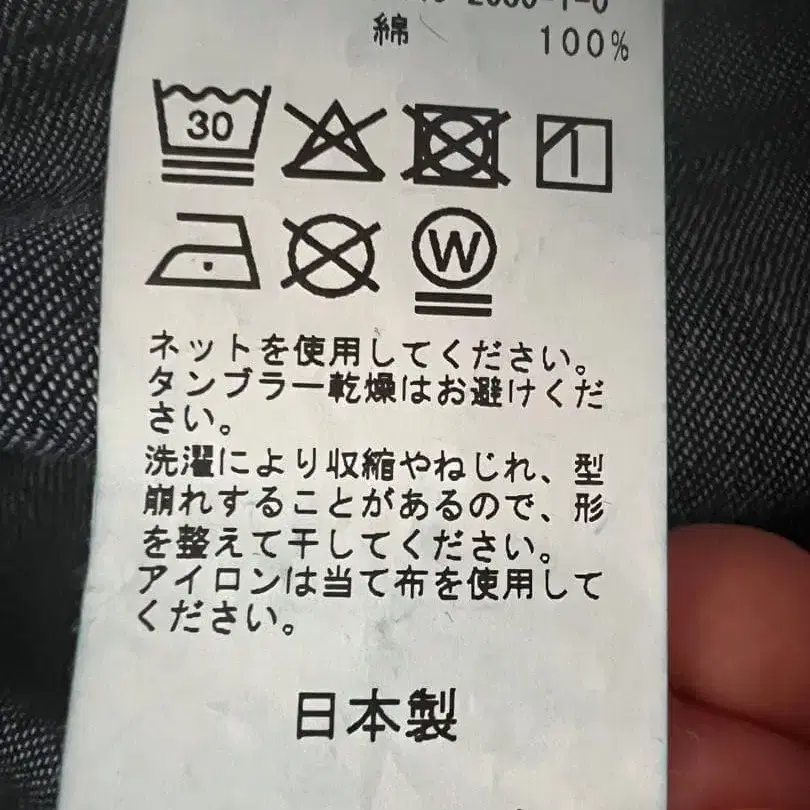 綿 100%
30
W
ネットを使用してください。
タンブラー乾燥はお避けくだ
さい。
洗濯により収縮やねじれ、型
崩れすることがあるので、形
を整えて干してください。
アイロンは当て布を使用して
ください。
日本製